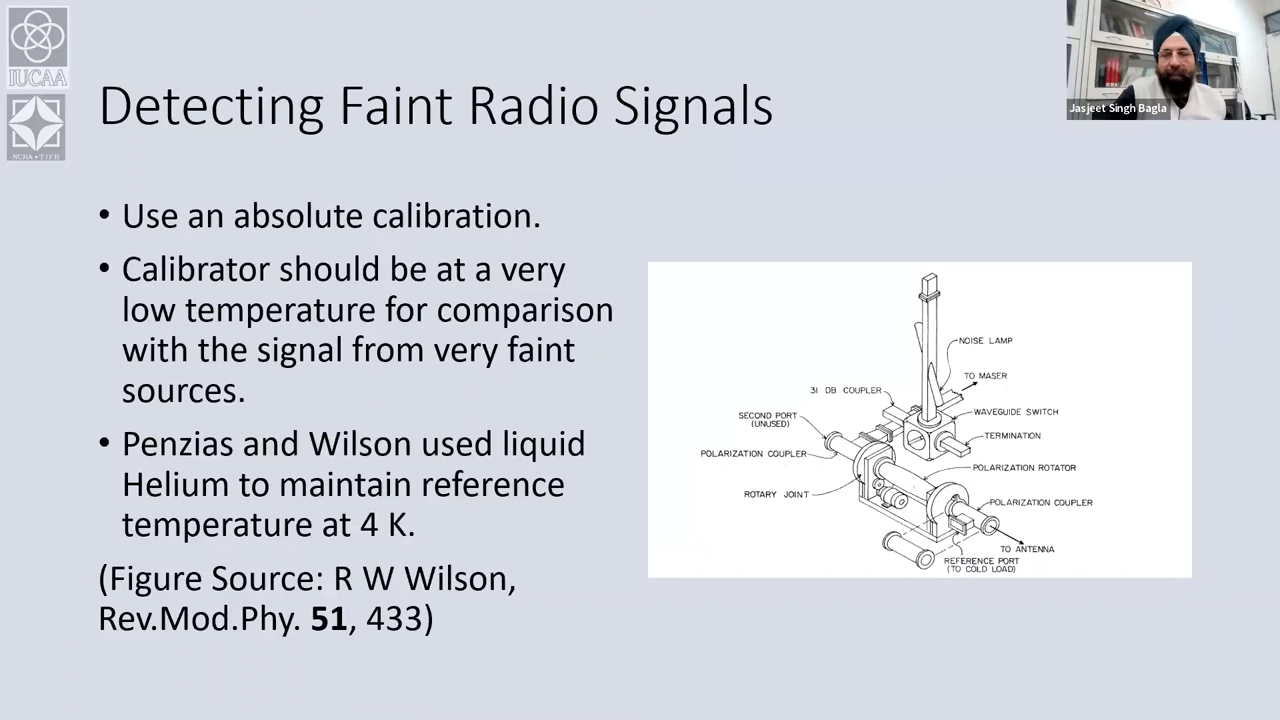 IUCAA
NCRA • TIFR
Jasjeet Singh Bagla
Detecting Faint Radio Signals
• Use an absolute calibration.
• Calibrator should be at a very
low temperature for comparison
with the signal from very faint
sources.
• Penzias and Wilson used liquid
Helium to maintain reference
temperature at 4 K.
(Figure Source: R W Wilson,
Rev.Mod.Phy. 51, 433)
NOISE LAMP
TO MASER
31 DB COUPLER
WAVEGUIDE SWITCH
SECOND PORT
(UNUSED)
TERMINATION
POLARIZATION COUPLER
POLARIZATION ROTATOR
ROTARY JOINT
POLARIZATION COUPLER
TO ANTENNA
REFERENCE PORT
(TO COLD LOAD)